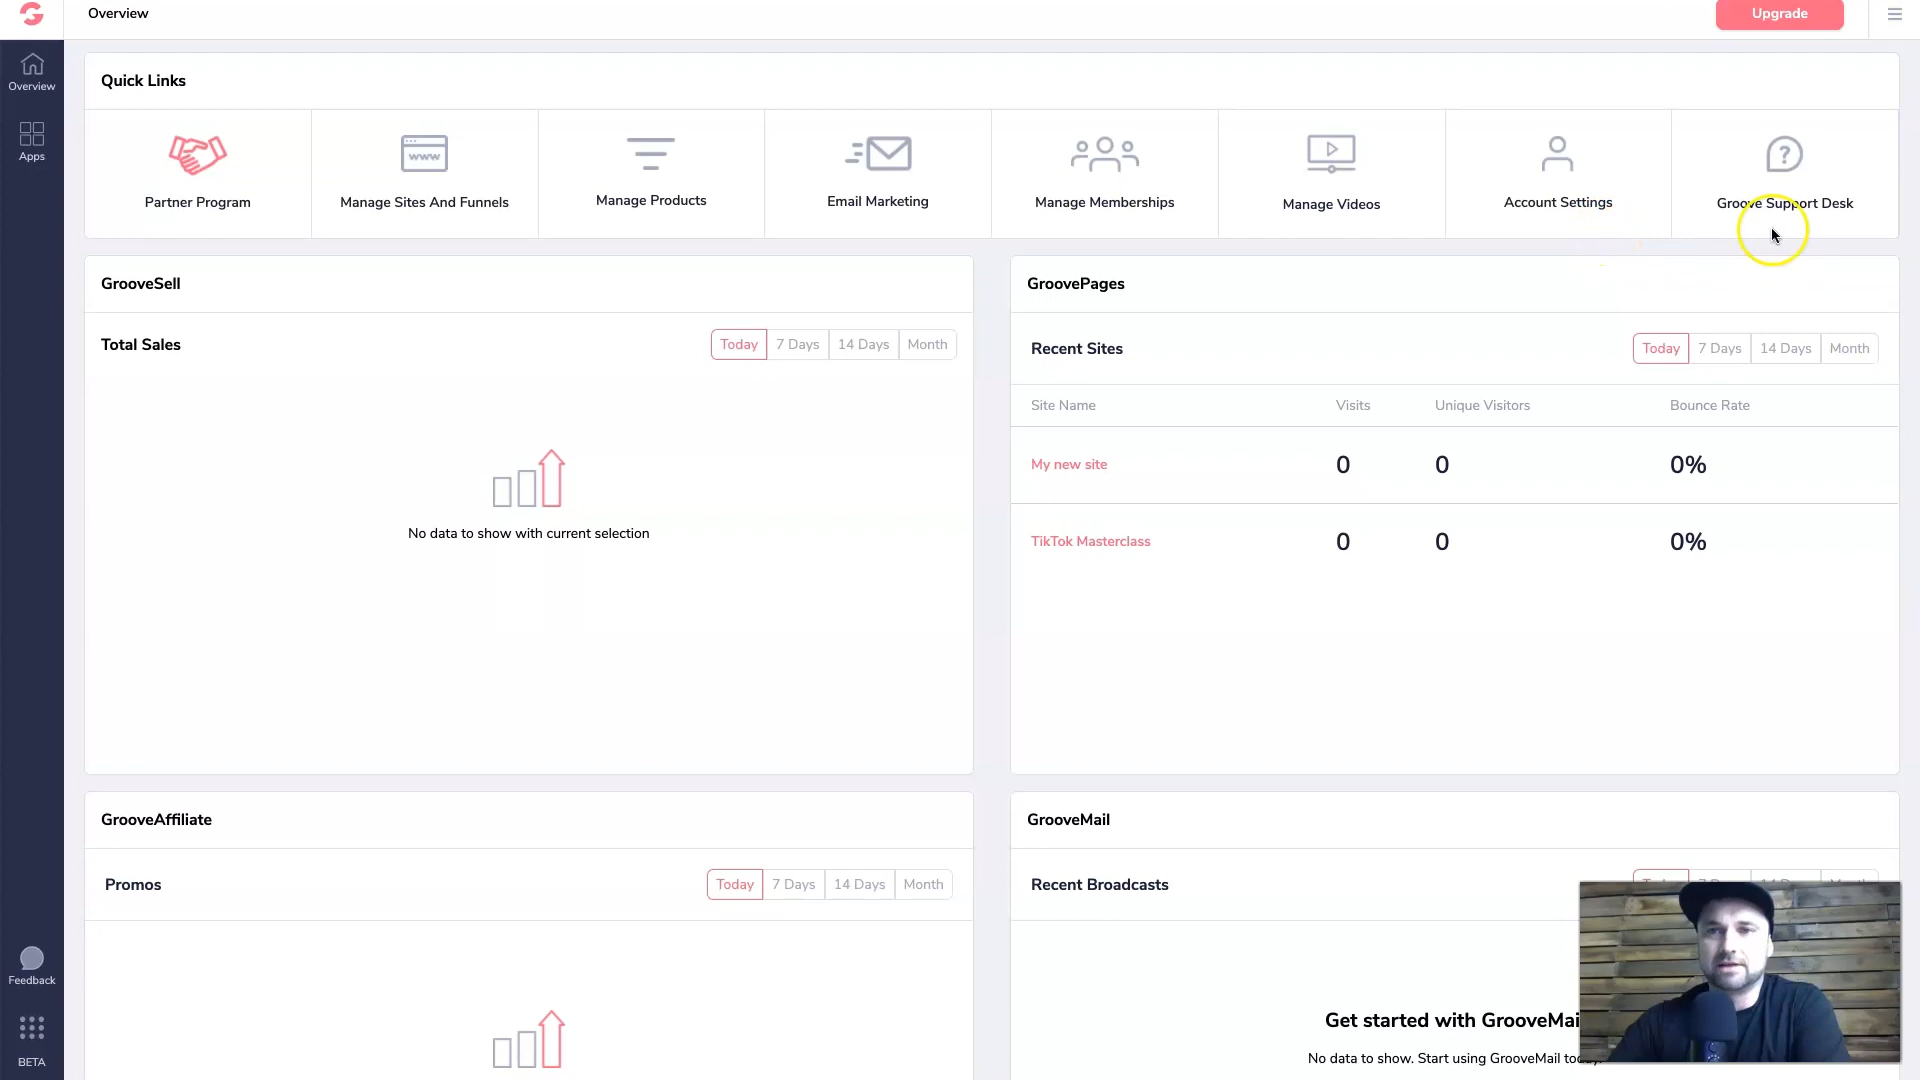 Overview
Upgrade
Overview
Apps
Feedback
BETA
Quick Links
www
Partner Program
Manage Sites And Funnels
Manage Products
Email Marketing
Manage Memberships
Manage Videos
Account Settings
Groove Support Desk
GrooveSell
Total Sales
Today 7 Days 14 Days Month
No data to show with current selection
GroovePages
Recent Sites
Today 7 Days 14 Days Month
Site Name Visits Unique Visitors Bounce Rate
My new site 0 0 0%
TikTok Masterclass 0 0 0%
GrooveAffiliate
Promos
Today 7 Days 14 Days Month
GrooveMail
Recent Broadcasts
Get started with GrooveMai
No data to show. Start using GrooveMail